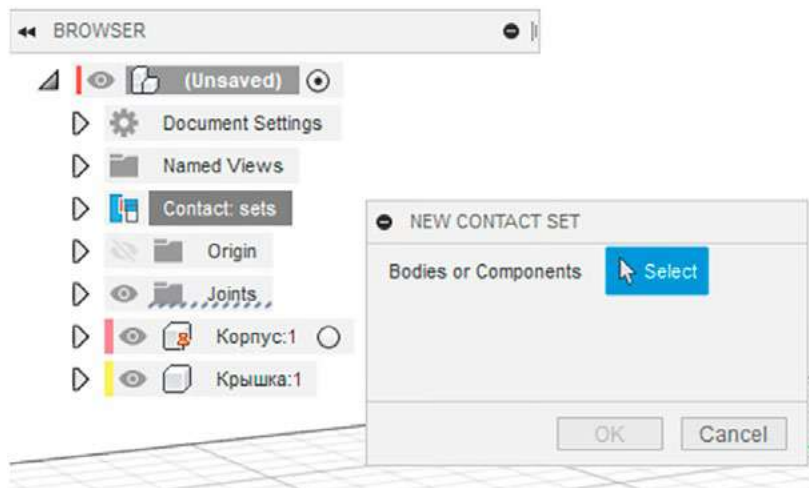 BROWSER
(Unsaved)
Document Settings
Named Views
Contact: sets
Origin
Joints
Корпус:1
Крышка:1
NEW CONTACT SET
Bodies or Components Select
OK Cancel